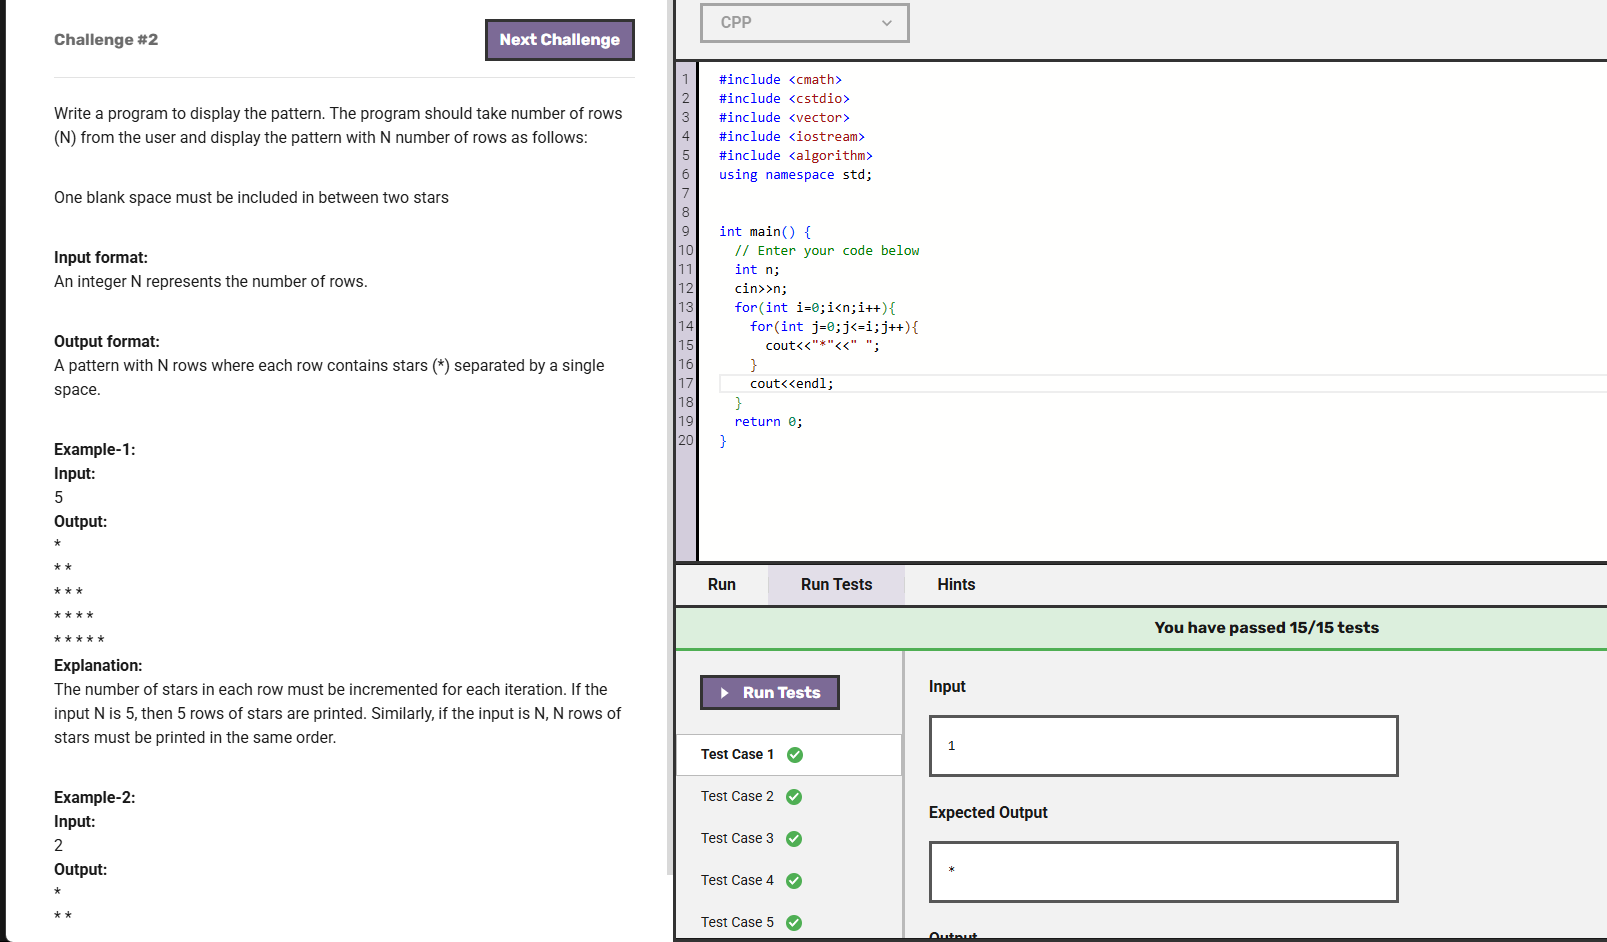 Challenge #2
Next Challenge
Write a program to display the pattern. The program should take number of rows
(N) from the user and display the pattern with N number of rows as follows:
One blank space must be included in between two stars
Input format:
An integer N represents the number of rows.
Output format:
A pattern with N rows where each row contains stars (*) separated by a single
space.
Example-1:
Input:
5
Output:
*
* *
* * *
* * * *
* * * * *
Explanation:
The number of stars in each row must be incremented for each iteration. If the
input N is 5, then 5 rows of stars are printed. Similarly, if the input is N, N rows of
stars must be printed in the same order.
Example-2:
Input:
2
Output:
*
* *
CPP
1 #include <cmath>
2 #include <cstdio>
3 #include <vector>
4 #include <iostream>
5 #include <algorithm>
6 using namespace std;
7
8
9 int main() {
10   // Enter your code below
11   int n;
12   cin>>n;
13   for(int i=0;i<n;i++){
14     for(int j=0;j<=i;j++){
15       cout<<"*"<<" ";
16     }
17     cout<<endl;
18   }
19   return 0;
20 }
Run
Run Tests
Hints
You have passed 15/15 tests
Run Tests
Test Case 1
Test Case 2
Test Case 3
Test Case 4
Test Case 5
Input
1
Expected Output
*
Output